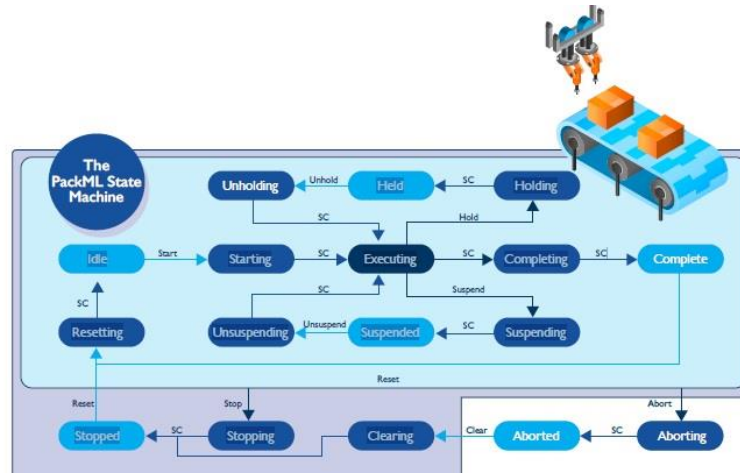 The
PackML State
Machine
Unholding
Unhold
Held
SC
Holding
SC
Hold
Idle
Start
Starting
SC
Executing
SC
Completing
SC
Complete
SC
SC
Suspend
Resetting
Unsuspending
Unsuspend
Suspended
SC
Suspending
Reset
Reset
Stop
Abort
Stopped
SC
Stopping
Clearing
Clear
Aborted
SC
Aborting